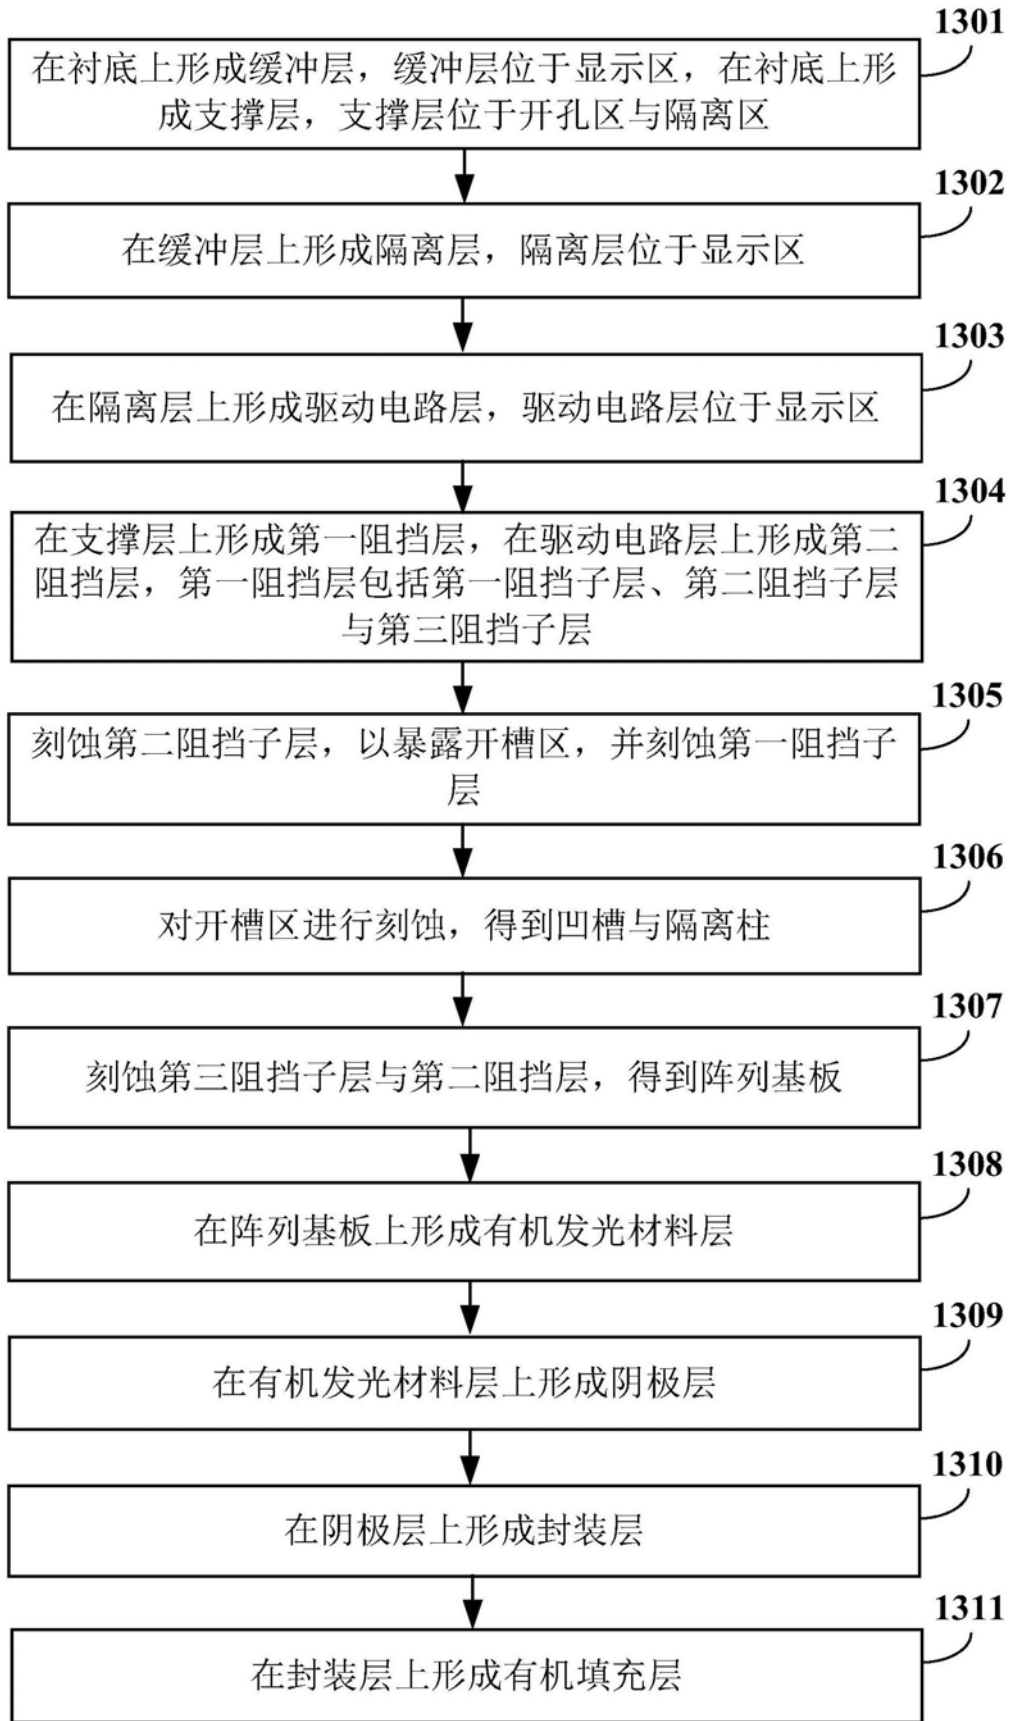 1301
在衬底上形成缓冲层，缓冲层位于显示区，在衬底上形
成支撑层，支撑层位于开孔区与隔离区
1302
在缓冲层上形成隔离层，隔离层位于显示区
1303
在隔离层上形成驱动电路层，驱动电路层位于显示区
1304
在支撑层上形成第一阻挡层，在驱动电路层上形成第二
阻挡层，第一阻挡层包括第一阻挡子层、第二阻挡子层
与第三阻挡子层
1305
刻蚀第二阻挡子层，以暴露开槽区，并刻蚀第一阻挡子
层
1306
对开槽区进行刻蚀，得到凹槽与隔离柱
1307
刻蚀第三阻挡子层与第二阻挡层，得到阵列基板
1308
在阵列基板上形成有机发光材料层
1309
在有机发光材料层上形成阴极层
1310
在阴极层上形成封装层
1311
在封装层上形成有机填充层